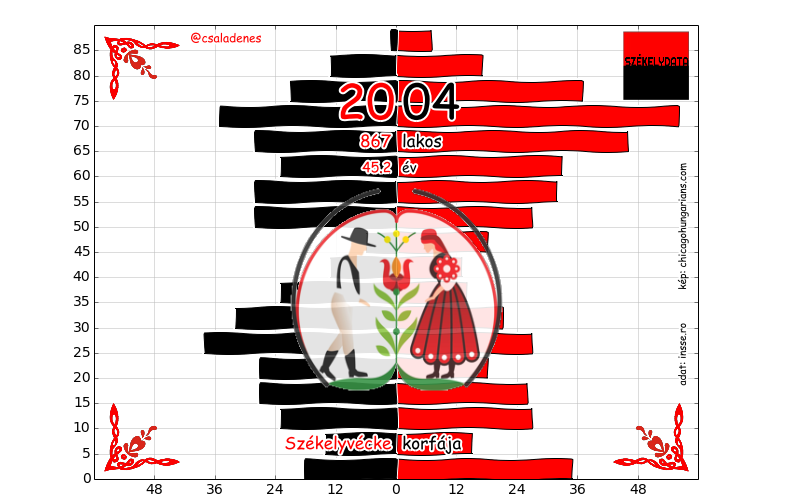 @csaladenes
SZÉKELYDATA
2004
867 lakos
45.2 év
kép: chicagohungarians.com
adat: insse.ro
Székelyvécke korfája
85
80
75
70
65
60
55
50
45
40
35
30
25
20
15
10
5
0
48 36 24 12 0 12 24 36 48